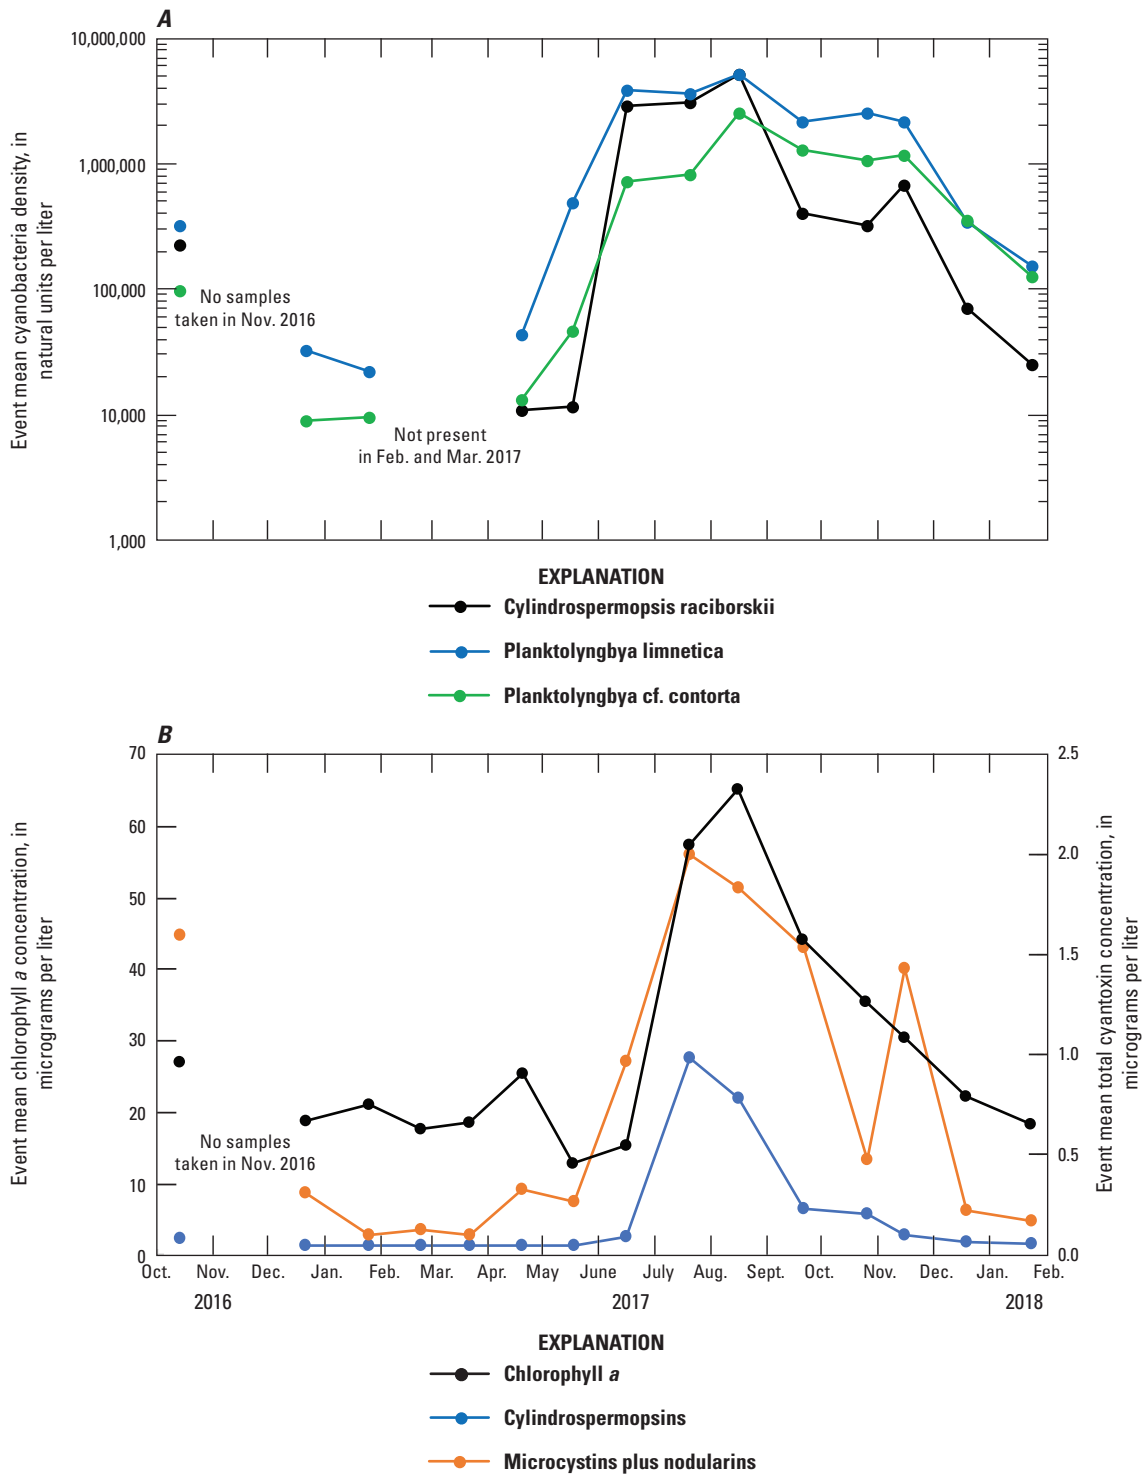 A
10,000,000
1,000,000
100,000
10,000
1,000
Event mean cyanobacteria density, in
natural units per liter
No samples
taken in Nov. 2016
Not present
in Feb. and Mar. 2017
EXPLANATION
Cylindrospermopsis raciborskii
Planktolyngbya limnetica
Planktolyngbya cf. contorta
B
70
60
50
40
30
20
10
0
Event mean chlorophyll a concentration, in
micrograms per liter
2.5
2.0
1.5
1.0
0.5
0.0
Event mean total cyantoxin concentration, in
micrograms per liter
No samples
taken in Nov. 2016
Oct. Nov. Dec. Jan. Feb. Mar. Apr. May June July Aug. Sept. Oct. Nov. Dec. Jan. Feb.
2016 2017 2018
EXPLANATION
Chlorophyll a
Cylindrospermopsins
Microcystins plus nodularins